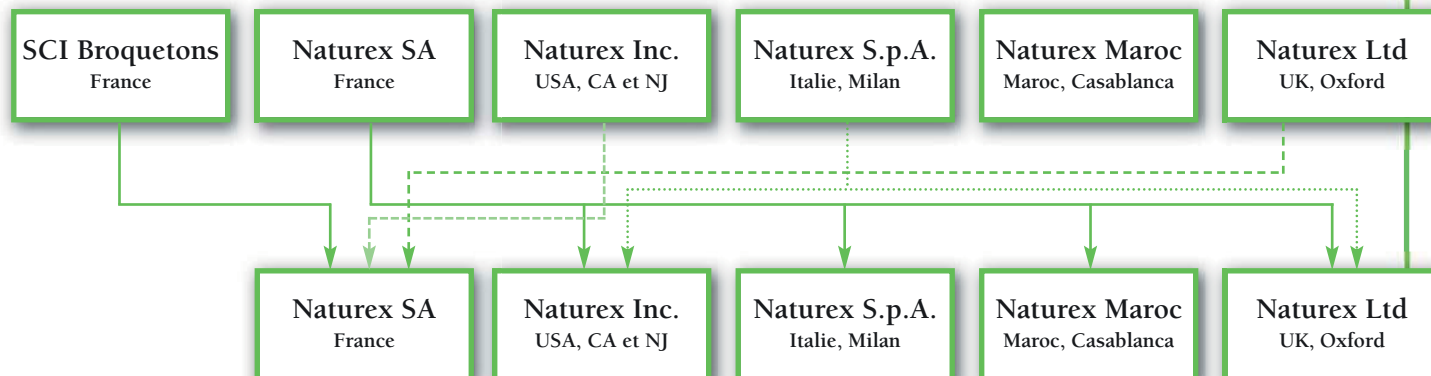 SCI Broquetons
France
Naturex SA
France
Naturex Inc.
USA, CA et NJ
Naturex S.p.A.
Italie, Milan
Naturex Maroc
Maroc, Casablanca
Naturex Ltd
UK, Oxford
Naturex SA
France
Naturex Inc.
USA, CA et NJ
Naturex S.p.A.
Italie, Milan
Naturex Maroc
Maroc, Casablanca
Naturex Ltd
UK, Oxford